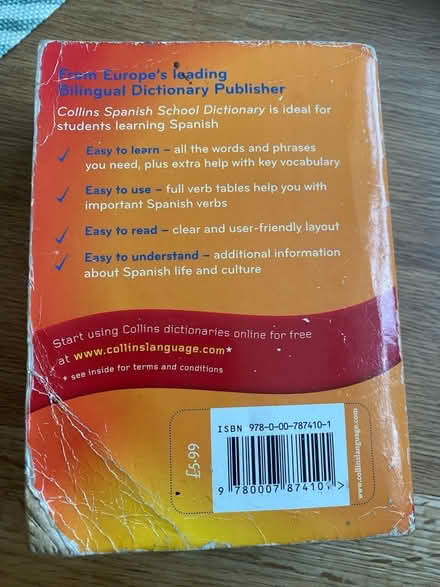 From Europe's leading
Bilingual Dictionary Publisher
Collins Spanish School Dictionary is ideal for
students learning Spanish
✓ Easy to learn – all the words and phrases
you need, plus extra help with key vocabulary
✓ Easy to use – full verb tables help you with
important Spanish verbs
✓ Easy to read – clear and user-friendly layout
✓ Easy to understand – additional information
about Spanish life and culture
Start using Collins dictionaries online for free
at www.collinslanguage.com*
* see inside for terms and conditions
£5.99
ISBN 978-0-00-787410-1
9 780007 874101 >
www.collinslanguage.com